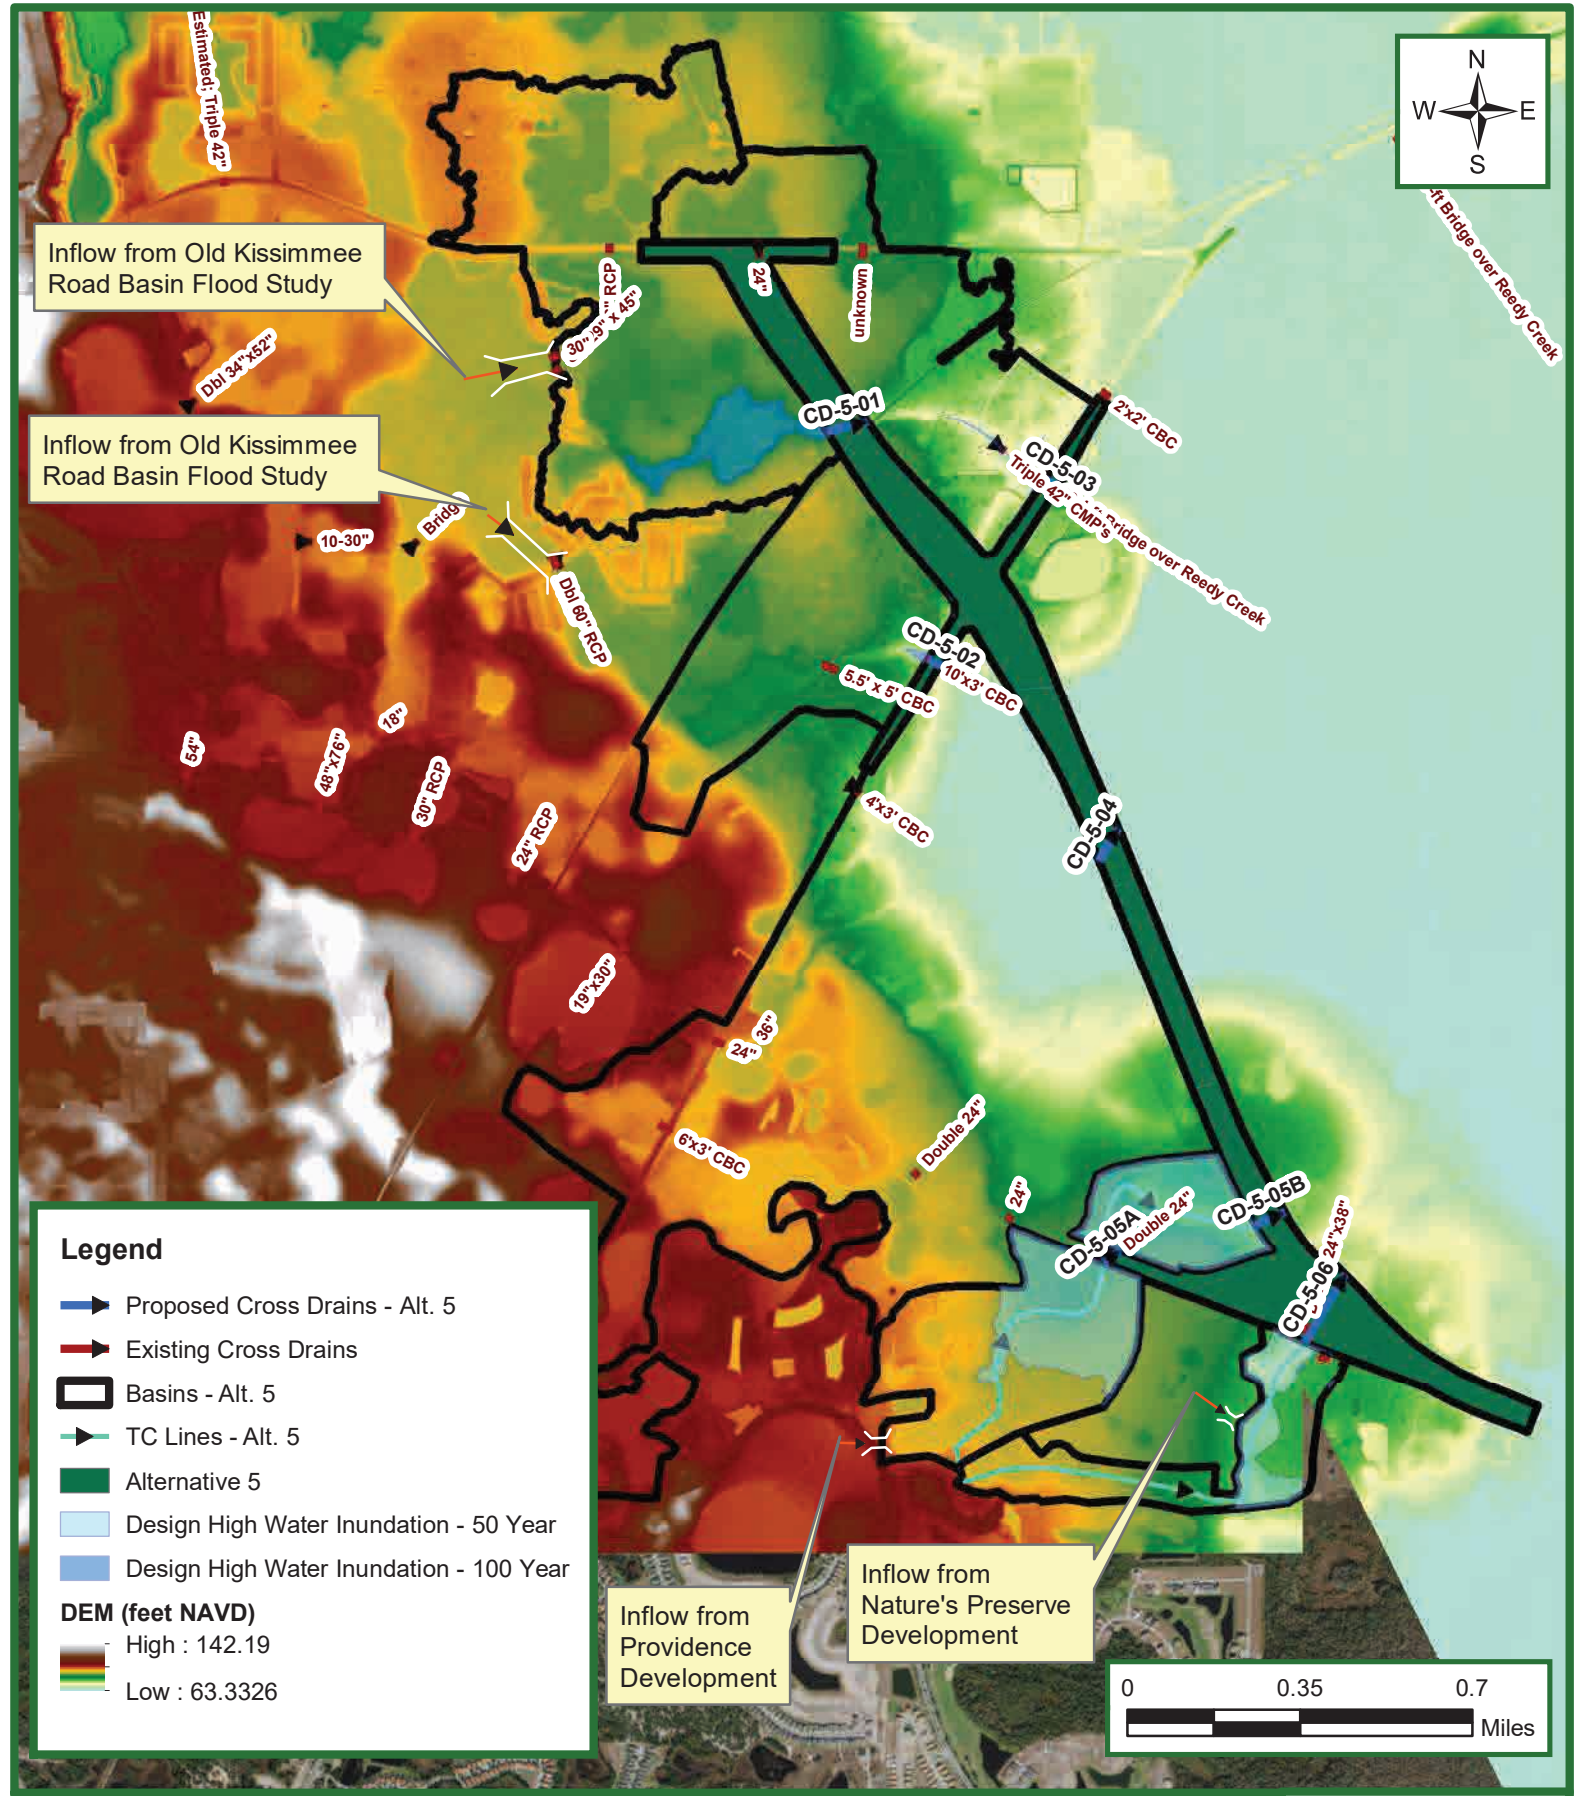 Estimated; Triple 42"
N
W
E
S
Left Bridge over Reedy Creek
Inflow from Old Kissimmee
Road Basin Flood Study
RCP
24"
unknown
30"
x 45"
Dbl 34"x52"
CD-5-01
2'x2' CBC
Inflow from Old Kissimmee
Road Basin Flood Study
CD-5-03
Triple 42" CMP's
Bridge over Reedy Creek
10-30"
Bridge
Dbl 60" RCP
CD-5-02
10'x3' CBC
5.5' x 5' CBC
18"
54"
48"x76"
30" RCP
24" RCP
4'x3' CBC
CD-5-04
19"x30"
36"
24"
6'x3' CBC
Double 24"
24"
CD-5-05A
Double 24"
CD-5-05B
24"x38"
CD-5-06
Legend
Proposed Cross Drains - Alt. 5
Existing Cross Drains
Basins - Alt. 5
TC Lines - Alt. 5
Alternative 5
Design High Water Inundation - 50 Year
Design High Water Inundation - 100 Year
DEM (feet NAVD)
High : 142.19
Low : 63.3326
Inflow from
Providence
Development
Inflow from
Nature's Preserve
Development
0
0.35
0.7
Miles